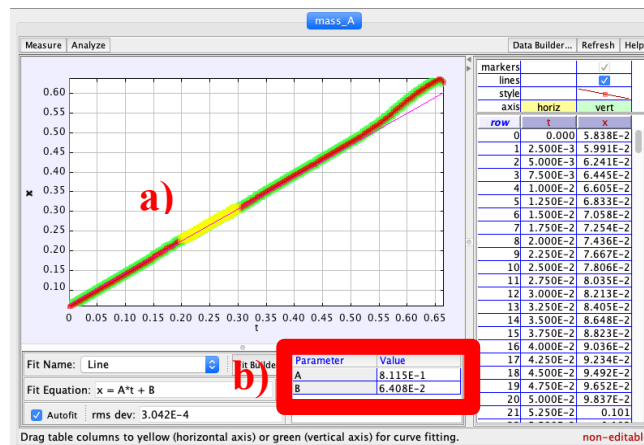 mass_A
Measure Analyze Data Builder... Refresh Help
markers
lines
style
axis horiz vert
row t x
0 0.000 5.838E-2
1 2.500E-3 5.991E-2
2 5.000E-3 6.241E-2
3 7.500E-3 6.445E-2
4 1.000E-2 6.605E-2
5 1.250E-2 6.833E-2
6 1.500E-2 7.058E-2
7 1.750E-2 7.254E-2
8 2.000E-2 7.436E-2
9 2.250E-2 7.667E-2
10 2.500E-2 7.806E-2
11 2.750E-2 8.035E-2
12 3.000E-2 8.213E-2
13 3.250E-2 8.405E-2
14 3.500E-2 8.648E-2
15 3.750E-2 8.823E-2
16 4.000E-2 9.036E-2
17 4.250E-2 9.234E-2
18 4.500E-2 9.492E-2
19 4.750E-2 9.652E-2
20 5.000E-2 9.837E-2
21 5.250E-2 0.101
0.60
0.55
0.50
0.45
0.40
0.35
0.30
0.25
0.20
0.15
0.10
x
a)
0 0.05 0.10 0.15 0.20 0.25 0.30 0.35 0.40 0.45 0.50 0.55 0.60 0.65
t
Fit Name: Line Fit Builde
b)
Parameter Value
A 8.115E-1
B 6.408E-2
Fit Equation: x = A*t + B
Autofit rms dev: 3.042E-4
Drag table columns to yellow (horizontal axis) or green (vertical axis) for curve fitting. non-editabl